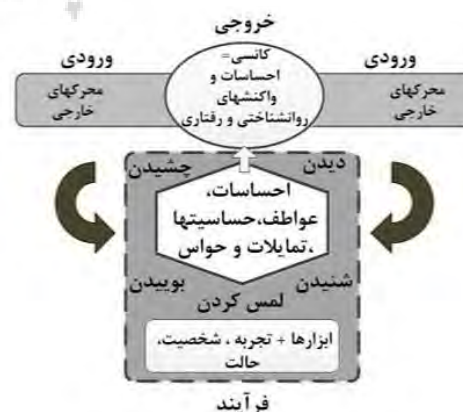 خروجی
ورودی
ورودی
کانسی=
احساسات و
واکنشهای
روانشناختی و رفتاری
محرکهای
خارجی
محرکهای
خارجی
دیدن
چشیدن
احساسات،
عواطف،حساسیتها
،تمایلات و حواس
شنیدن
بوییدن
لمس کردن
ابزارها + تجربه ، شخصیت،
حالت
فرآیند